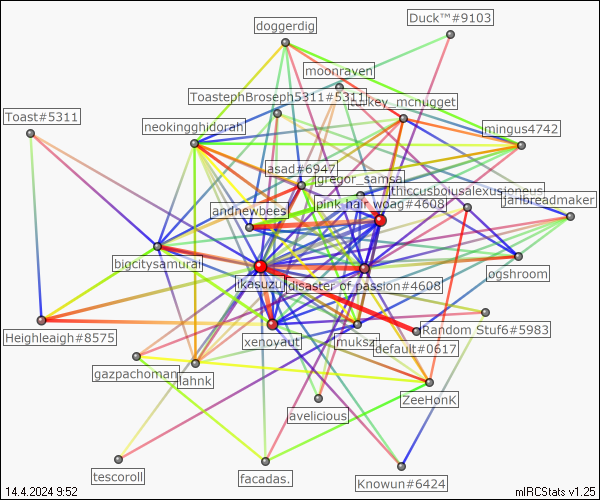 Duck™#9103
doggerdig
moonraven
ToastephBroseph5311#5311
turkey_mcnugget
Toast#5311
neokingghidorah
mingus4742
asad#6947
gregor_samsa
thiccusboiusalexusjoneus
jarlbreadmaker
pink hair woag#4608
andnewbees
bigcitysamurai
ogshroom
ikasuzu
disaster of passion#4608
Heighleaigh#8575
xenoyaut
muksz
Random Stuf6#5983
default#0617
gazpachoman
lahnk
ZeeHonK
avelicious
tescoroll
facadas.
Knowun#6424
14.4.2024 9:52
mIRCStats v1.25